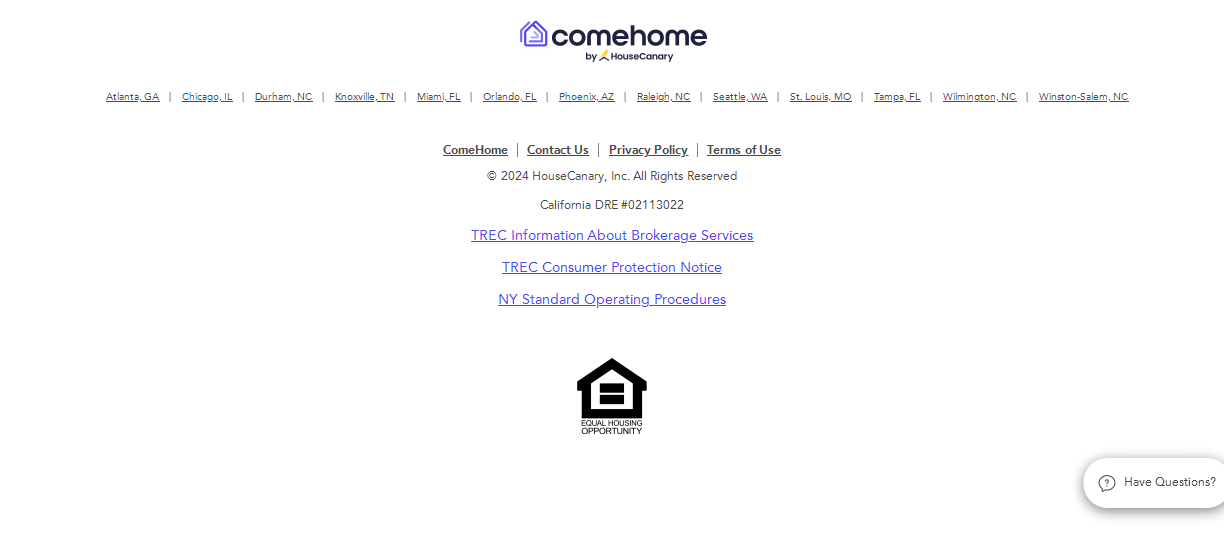 comehome
by HouseCanary
Atlanta, GA | Chicago, IL | Durham, NC | Knoxville, TN | Miami, FL | Orlando, FL | Phoenix, AZ | Raleigh, NC | Seattle, WA | St. Louis, MO | Tampa, FL | Wilmington, NC | Winston-Salem, NC
ComeHome | Contact Us | Privacy Policy | Terms of Use
© 2024 HouseCanary, Inc. All Rights Reserved
California DRE #02113022
TREC Information About Brokerage Services
TREC Consumer Protection Notice
NY Standard Operating Procedures
EQUAL HOUSING
OPPORTUNITY
Have Questions?